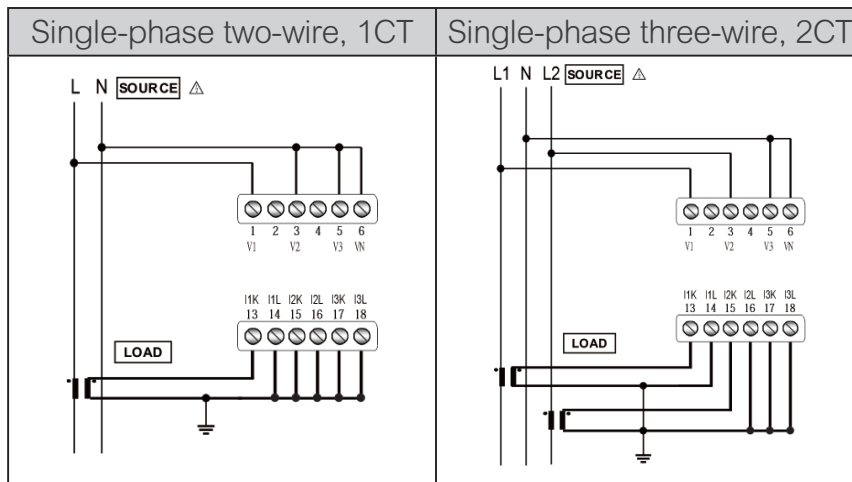 Single-phase two-wire, 1CT
L N SOURCE ⚠
1 2 3 4 5 6
V1 V2 V3 VN
I1K I1L I2K I2L I3K I3L
13 14 15 16 17 18
LOAD
Single-phase three-wire, 2CT
L1 N L2 SOURCE ⚠
1 2 3 4 5 6
V1 V2 V3 VN
I1K I1L I2K I2L I3K I3L
13 14 15 16 17 18
LOAD